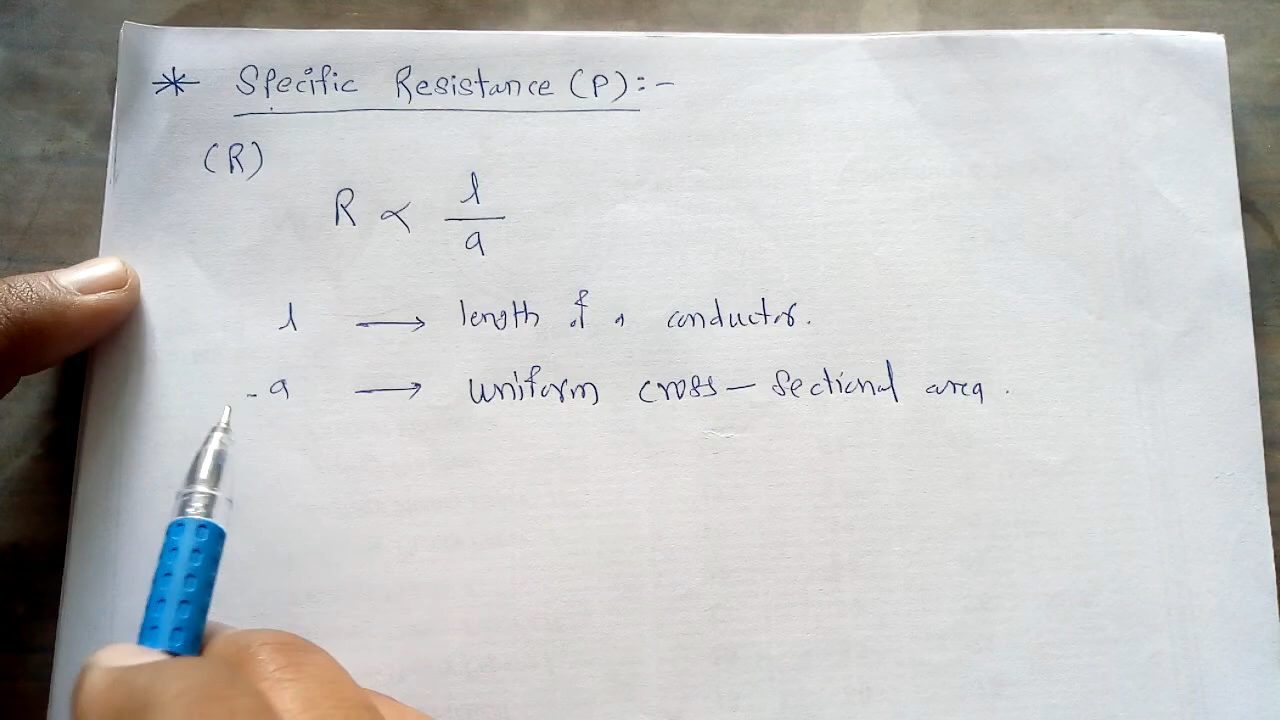 * Specific Resistance (P):-
(R)
R ∝ l/a
l → length of a conductor.
- a → uniform cross-sectional area.